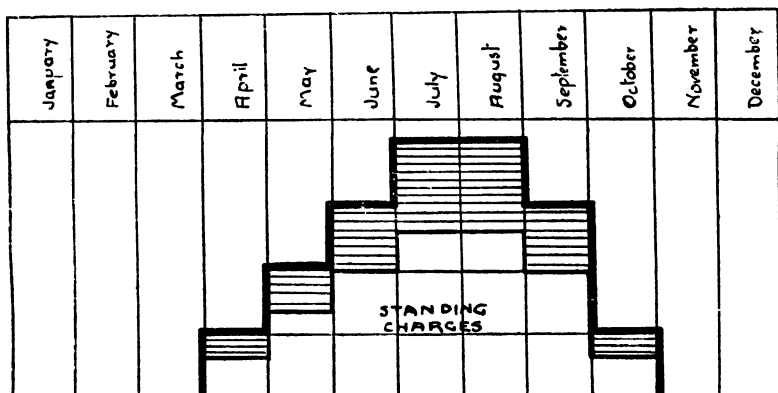 January
February
March
April
May
June
July
August
September
October
November
December
STANDING
CHARGES